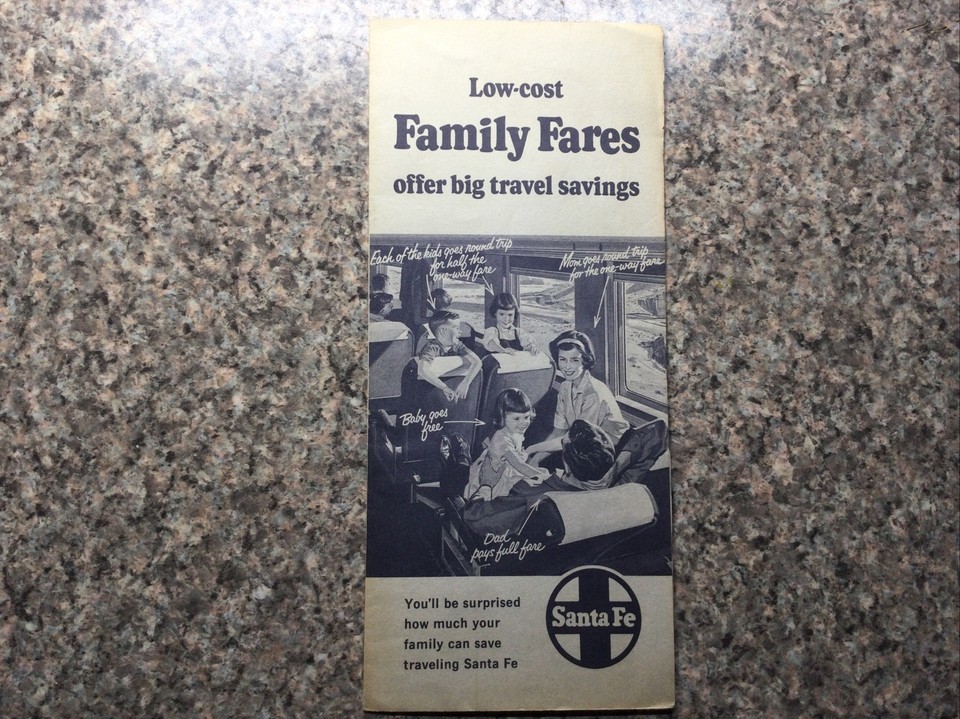 Low-cost
Family Fares
offer big travel savings
Each of the kids goes round trip
for half the
one-way fare
Mom goes round trip
for the one-way fare
Baby goes
free
Dad
pays full fare
You'll be surprised
how much your
family can save
traveling Santa Fe
Santa Fe